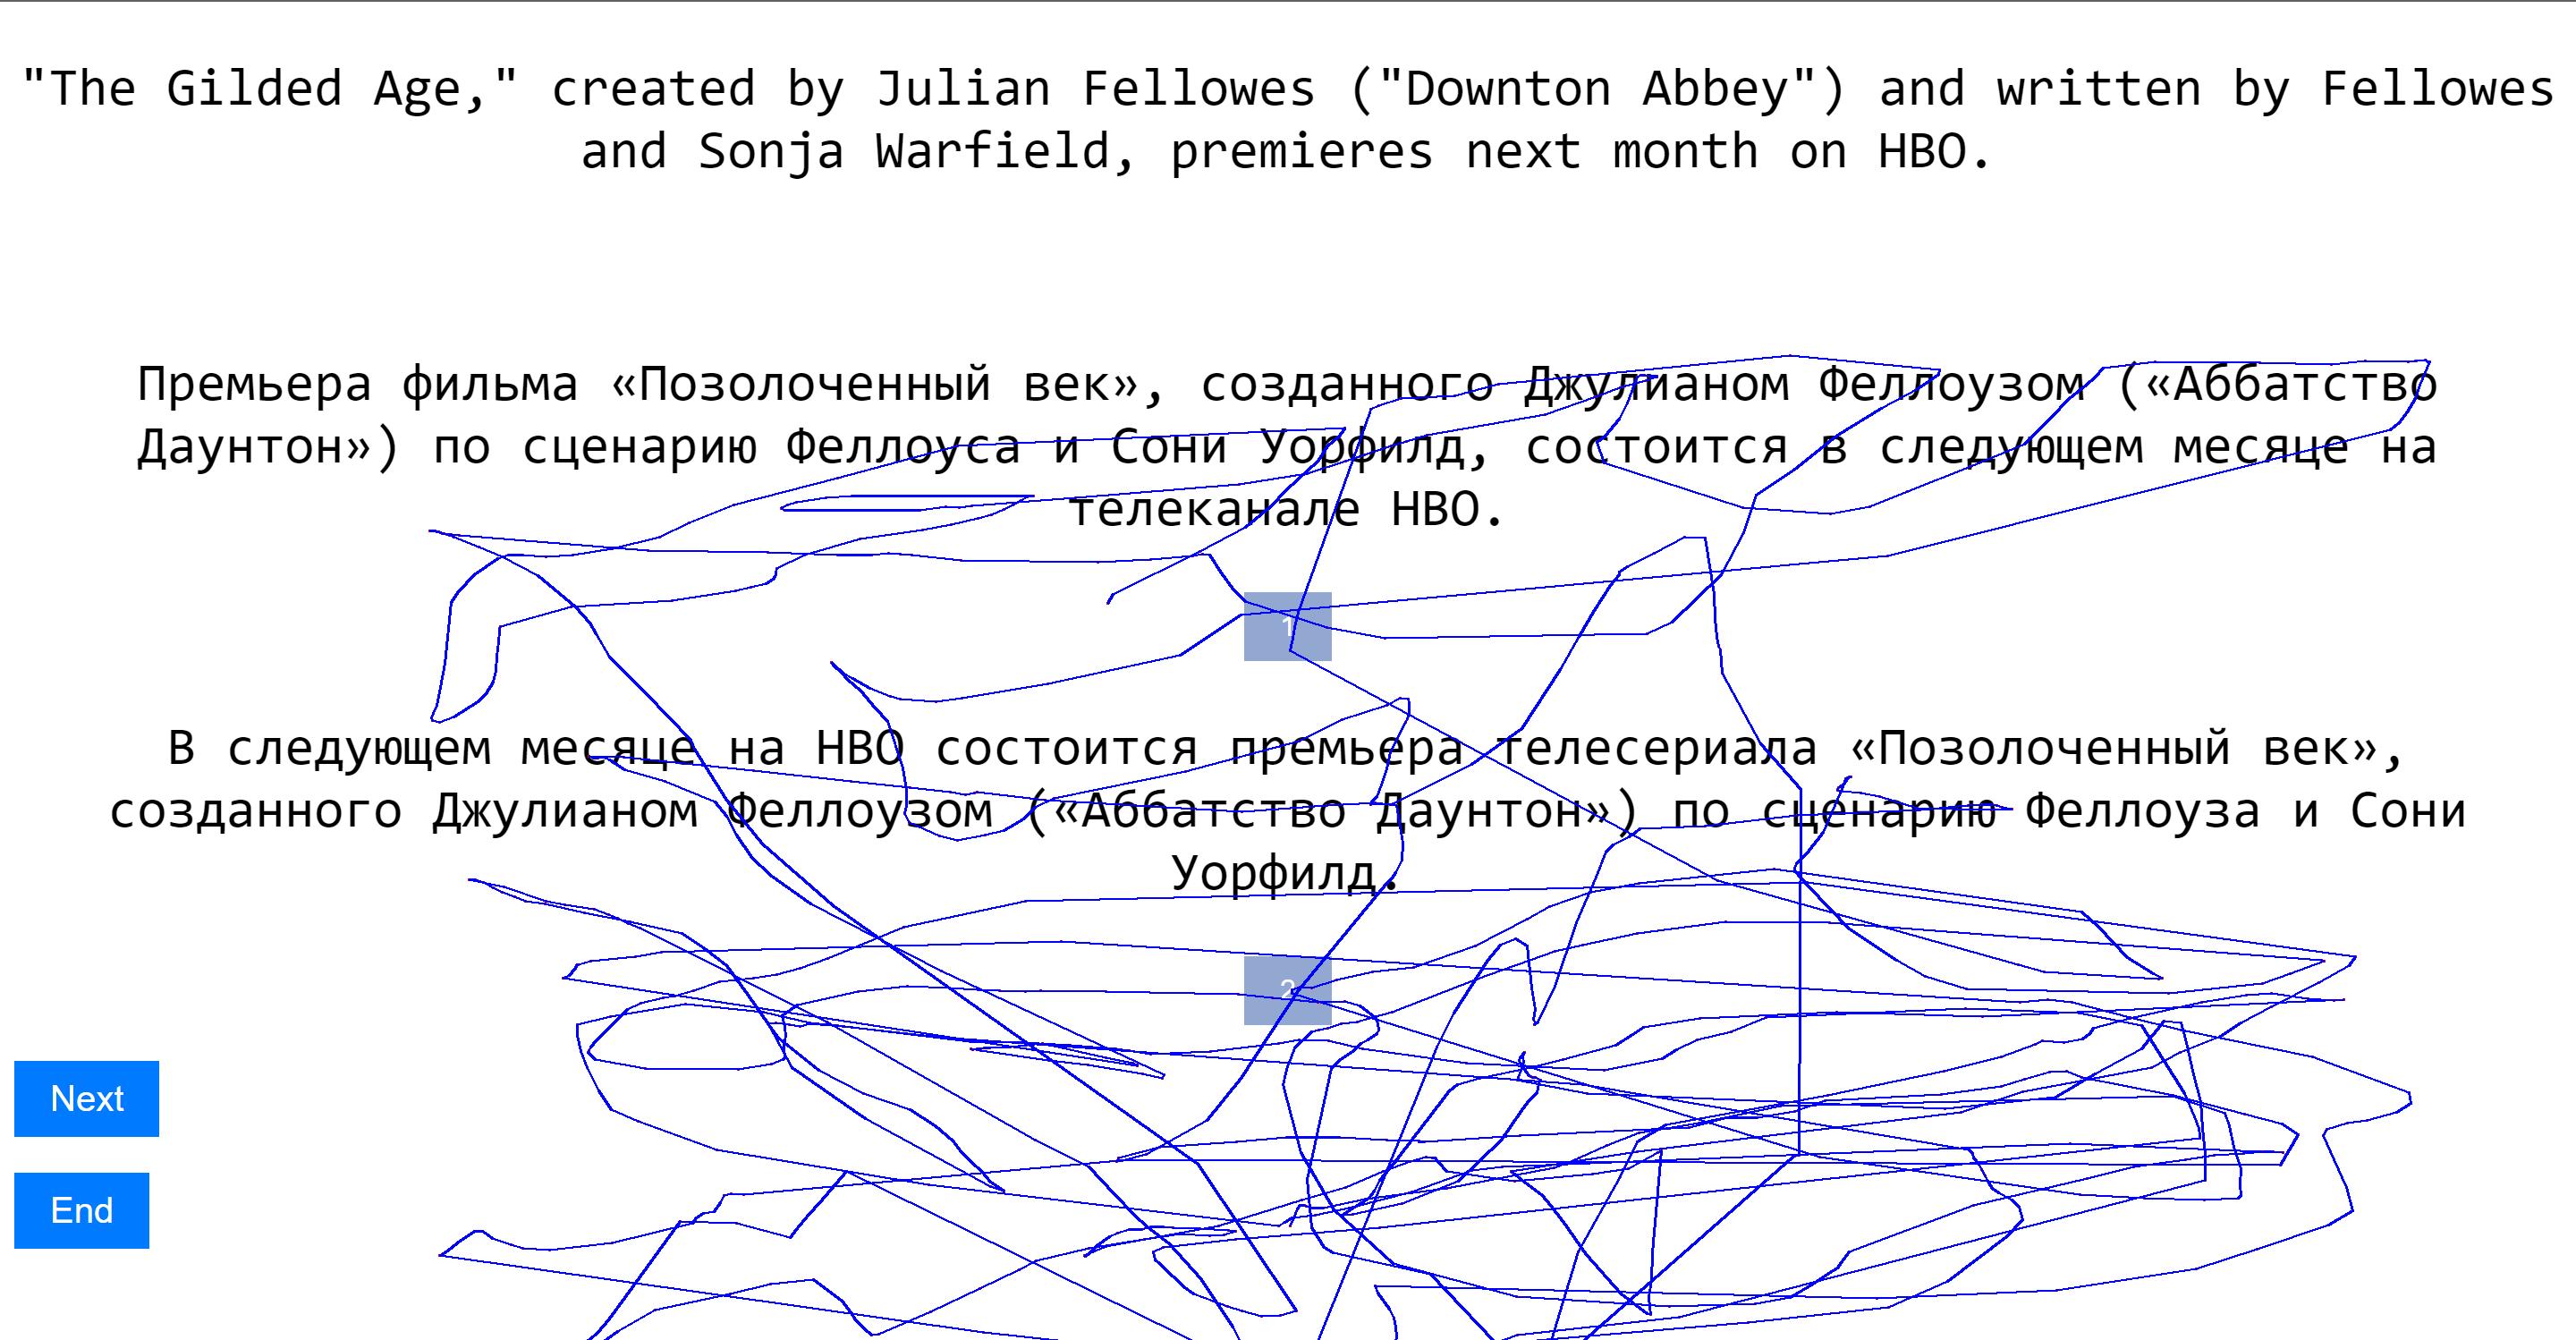 "The Gilded Age," created by Julian Fellowes ("Downton Abbey") and written by Fellowes
and Sonja Warfield, premieres next month on HBO.
Премьера фильма «Позолоченный век», созданного Джулианом Феллоузом («Аббатство
Даунтон») по сценарию Феллоуса и Сони Уорфилд, состоится в следующем месяце на
телеканале HBO.
1
В следующем месяце на HBO состоится премьера телесериала «Позолоченный век»,
созданного Джулианом Феллоузом («Аббатство Даунтон») по сценарию Феллоуза и Сони
Уорфилд.
2
Next
End